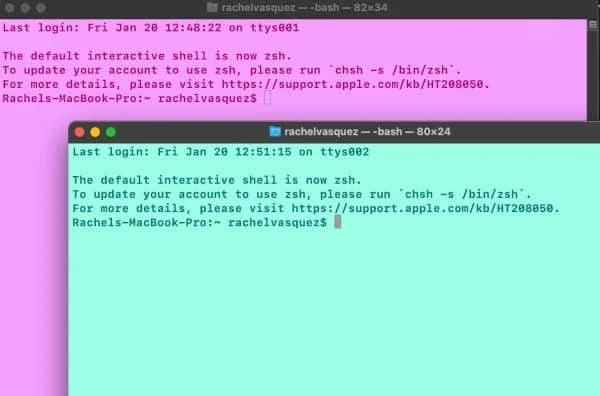 rachelvasquez — -bash — 82×34
Last login: Fri Jan 20 12:48:22 on ttys001
The default interactive shell is now zsh.
To update your account to use zsh, please run `chsh -s /bin/zsh`.
For more details, please visit https://support.apple.com/kb/HT208050.
Rachels-MacBook-Pro:~ rachelvasquez$
rachelvasquez — -bash — 80×24
Last login: Fri Jan 20 12:51:15 on ttys002
The default interactive shell is now zsh.
To update your account to use zsh, please run `chsh -s /bin/zsh`.
For more details, please visit https://support.apple.com/kb/HT208050.
Rachels-MacBook-Pro:~ rachelvasquez$